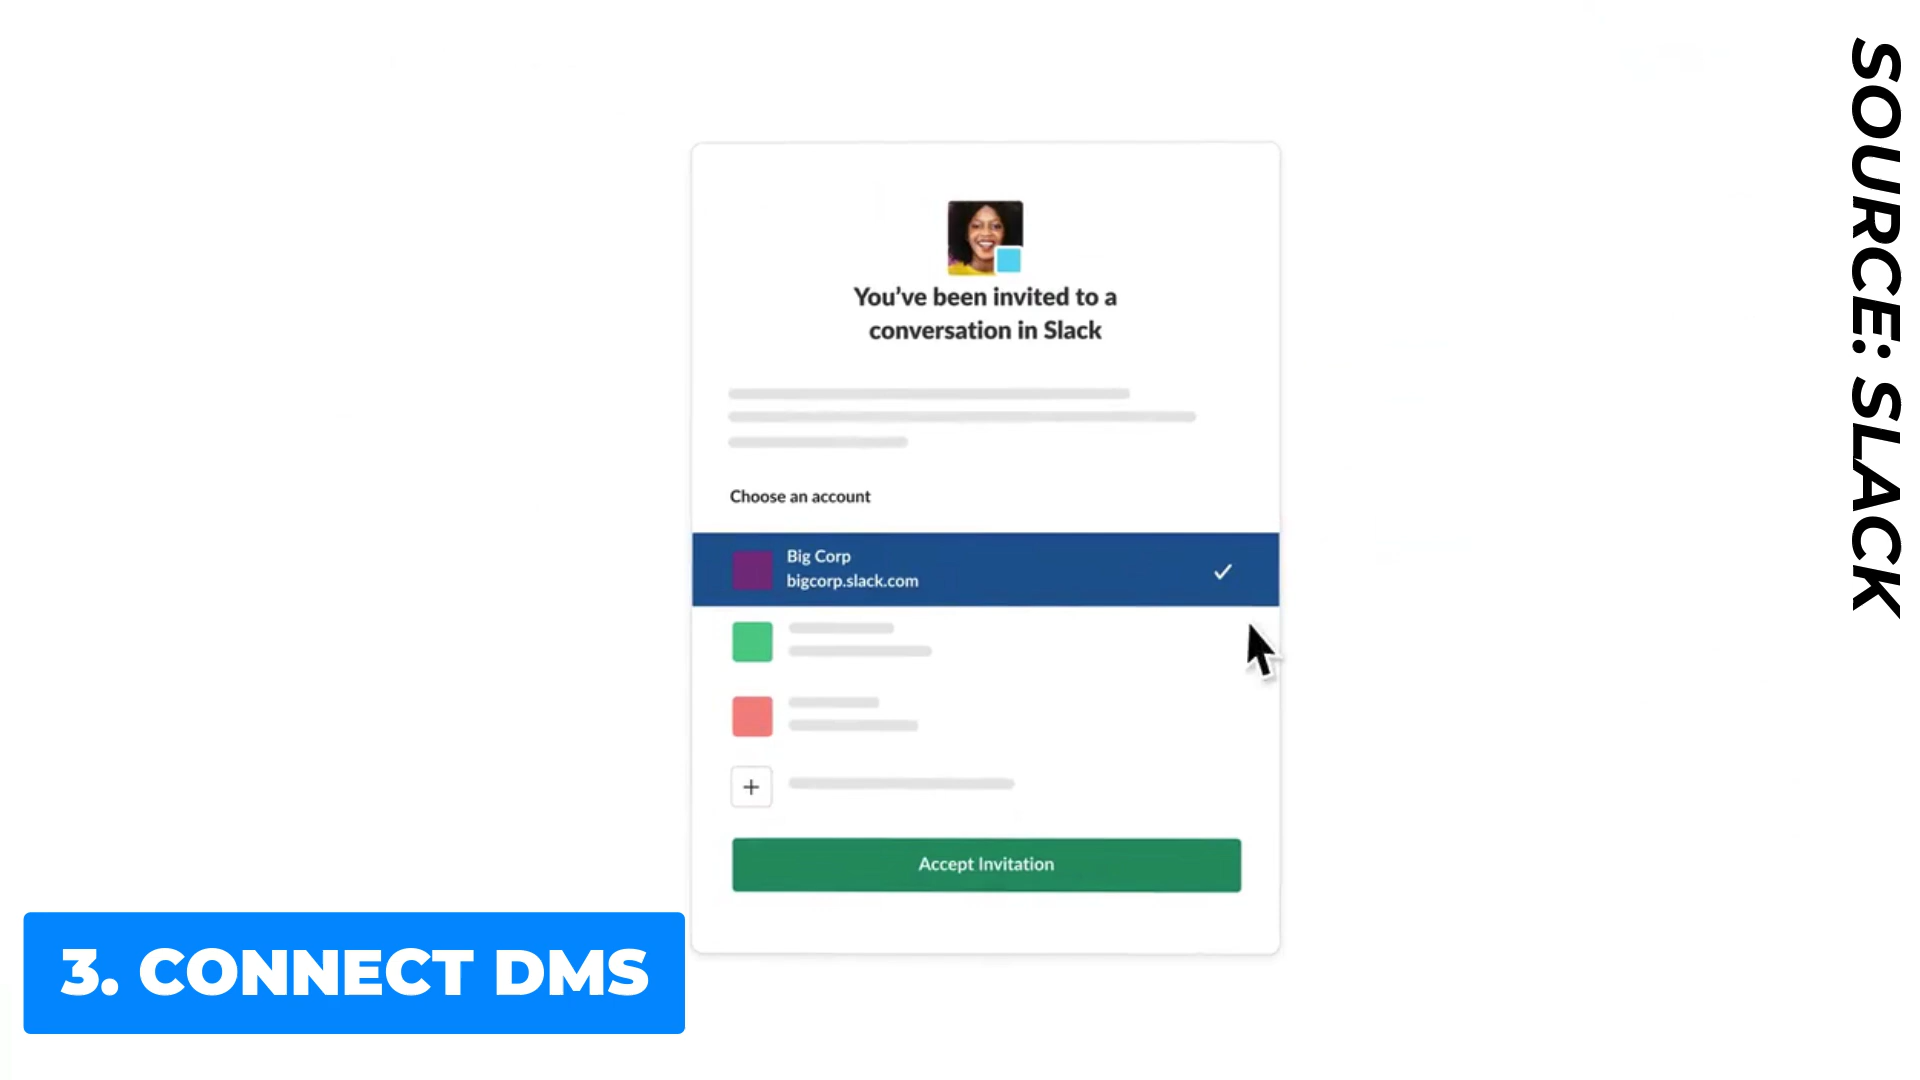 You've been invited to a
conversation in Slack
Choose an account
Big Corp
bigcorp.slack.com
Accept Invitation
3. CONNECT DMS
SOURCE: SLACK